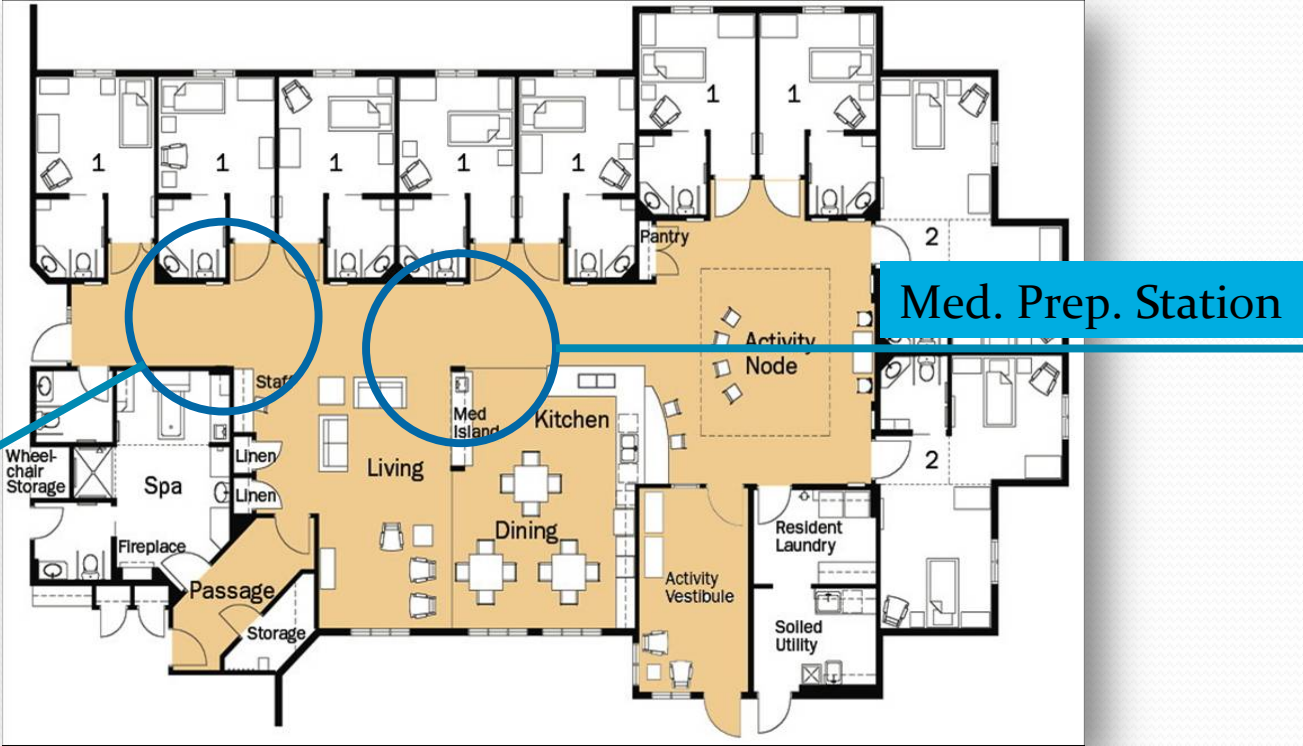 1
1
1
1
1
1
1
2
Pantry
Med. Prep. Station
Activity
Node
Staff
Med
Island
Kitchen
Wheel-
chair
Storage
Spa
Linen
Linen
Living
2
Dining
Fireplace
Resident
Laundry
Passage
Activity
Vestibule
Storage
Soiled
Utility